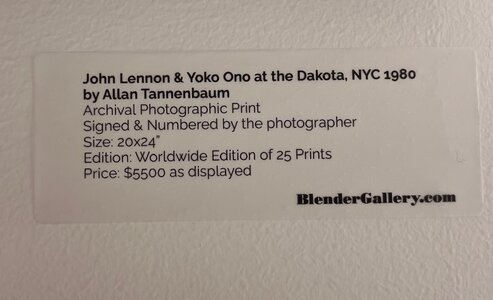 John Lennon & Yoko Ono at the Dakota, NYC 1980
by Allan Tannenbaum
Archival Photographic Print
Signed & Numbered by the photographer
Size: 20x24”
Edition: Worldwide Edition of 25 Prints
Price: $5500 as displayed
BlenderGallery.com